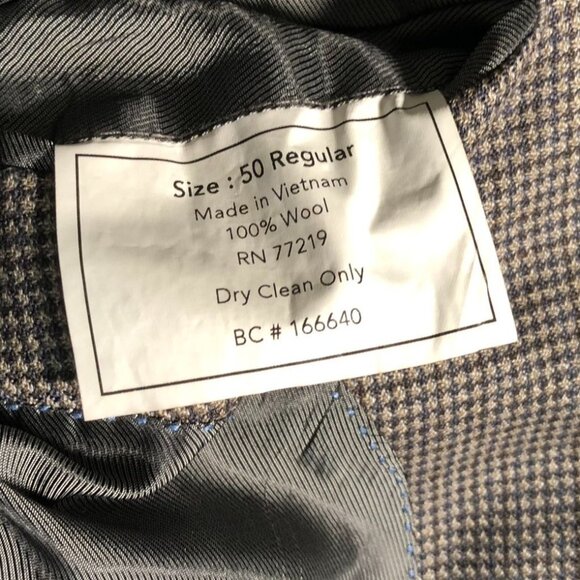 Size : 50 Regular
Made in Vietnam
100% Wool
RN 77219
Dry Clean Only
BC # 166640